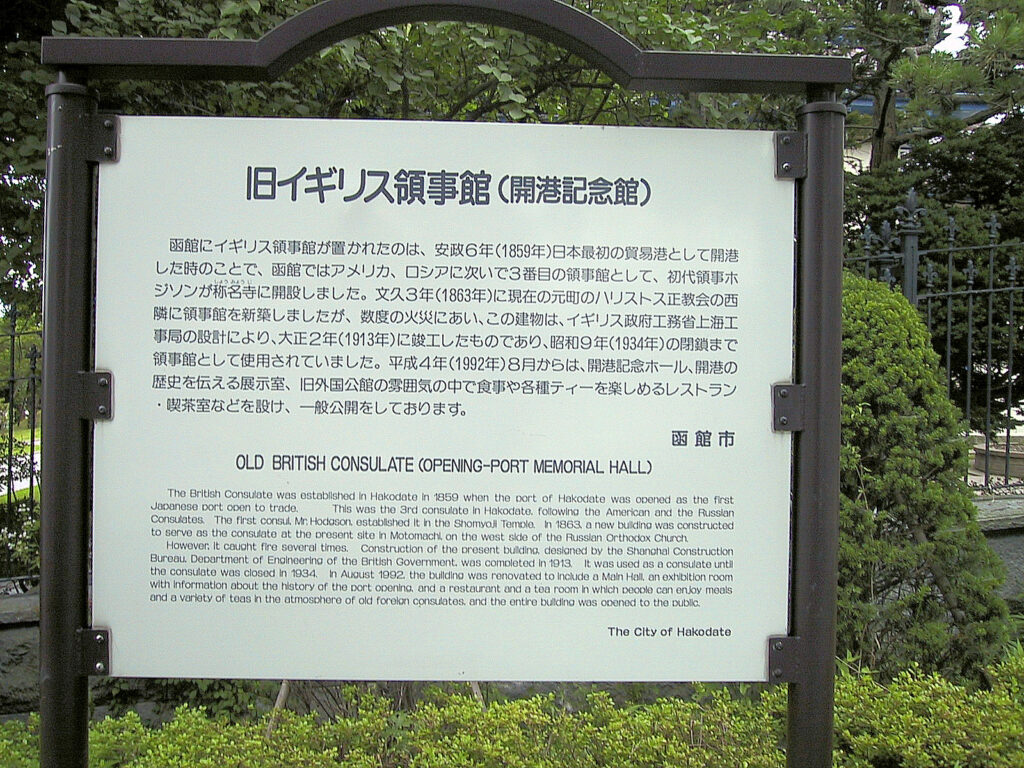 旧イギリス領事館（開港記念館）
函館にイギリス領事館が置かれたのは、安政6年（1859年）日本最初の貿易港として開港
した時のことで、函館ではアメリカ、ロシアに次いで3番目の領事館として、初代領事ホ
ジソンが称名寺に開設しました。文久3年（1863年）に現在の元町のハリストス正教会の西
隣に領事館を新築しましたが、数度の火災にあい、この建物は、イギリス政府工務省上海工
事局の設計により、大正2年（1913年）に竣工したものであり、昭和9年（1934年）の閉鎖まで
領事館として使用されていました。平成4年（1992年）8月からは、開港記念ホール、開港の
歴史を伝える展示室、旧外国公館の雰囲気の中で食事や各種ティーを楽しめるレストラン
・喫茶室などを設け、一般公開をしております。
函館市
OLD BRITISH CONSULATE (OPENING-PORT MEMORIAL HALL)
The British Consulate was established in Hakodate in 1859 when the port of Hakodate was opened as the first
Japanese port open to trade. This was the 3rd consulate in Hakodate, following the American and the Russian
Consulates. The first consul, Mr. Hodgson, established it in the Shomyoji Temple. In 1863, a new building was constructed
to serve as the consulate at the present site in Motomachi, on the west side of the Russian Orthodox Church.
However, it caught fire several times. Construction of the present building, designed by the Shanghai Construction
Bureau, Department of Engineering of the British Government, was completed in 1913. It was used as a consulate until
the consulate was closed in 1934. In August 1992, the building was renovated to include a Main Hall, an exhibition room
with information about the history of the port opening, and a restaurant and a tea room in which people can enjoy meals
and a variety of teas in the atmosphere of old foreign consulates, and the entire building was opened to the public.
The City of Hakodate